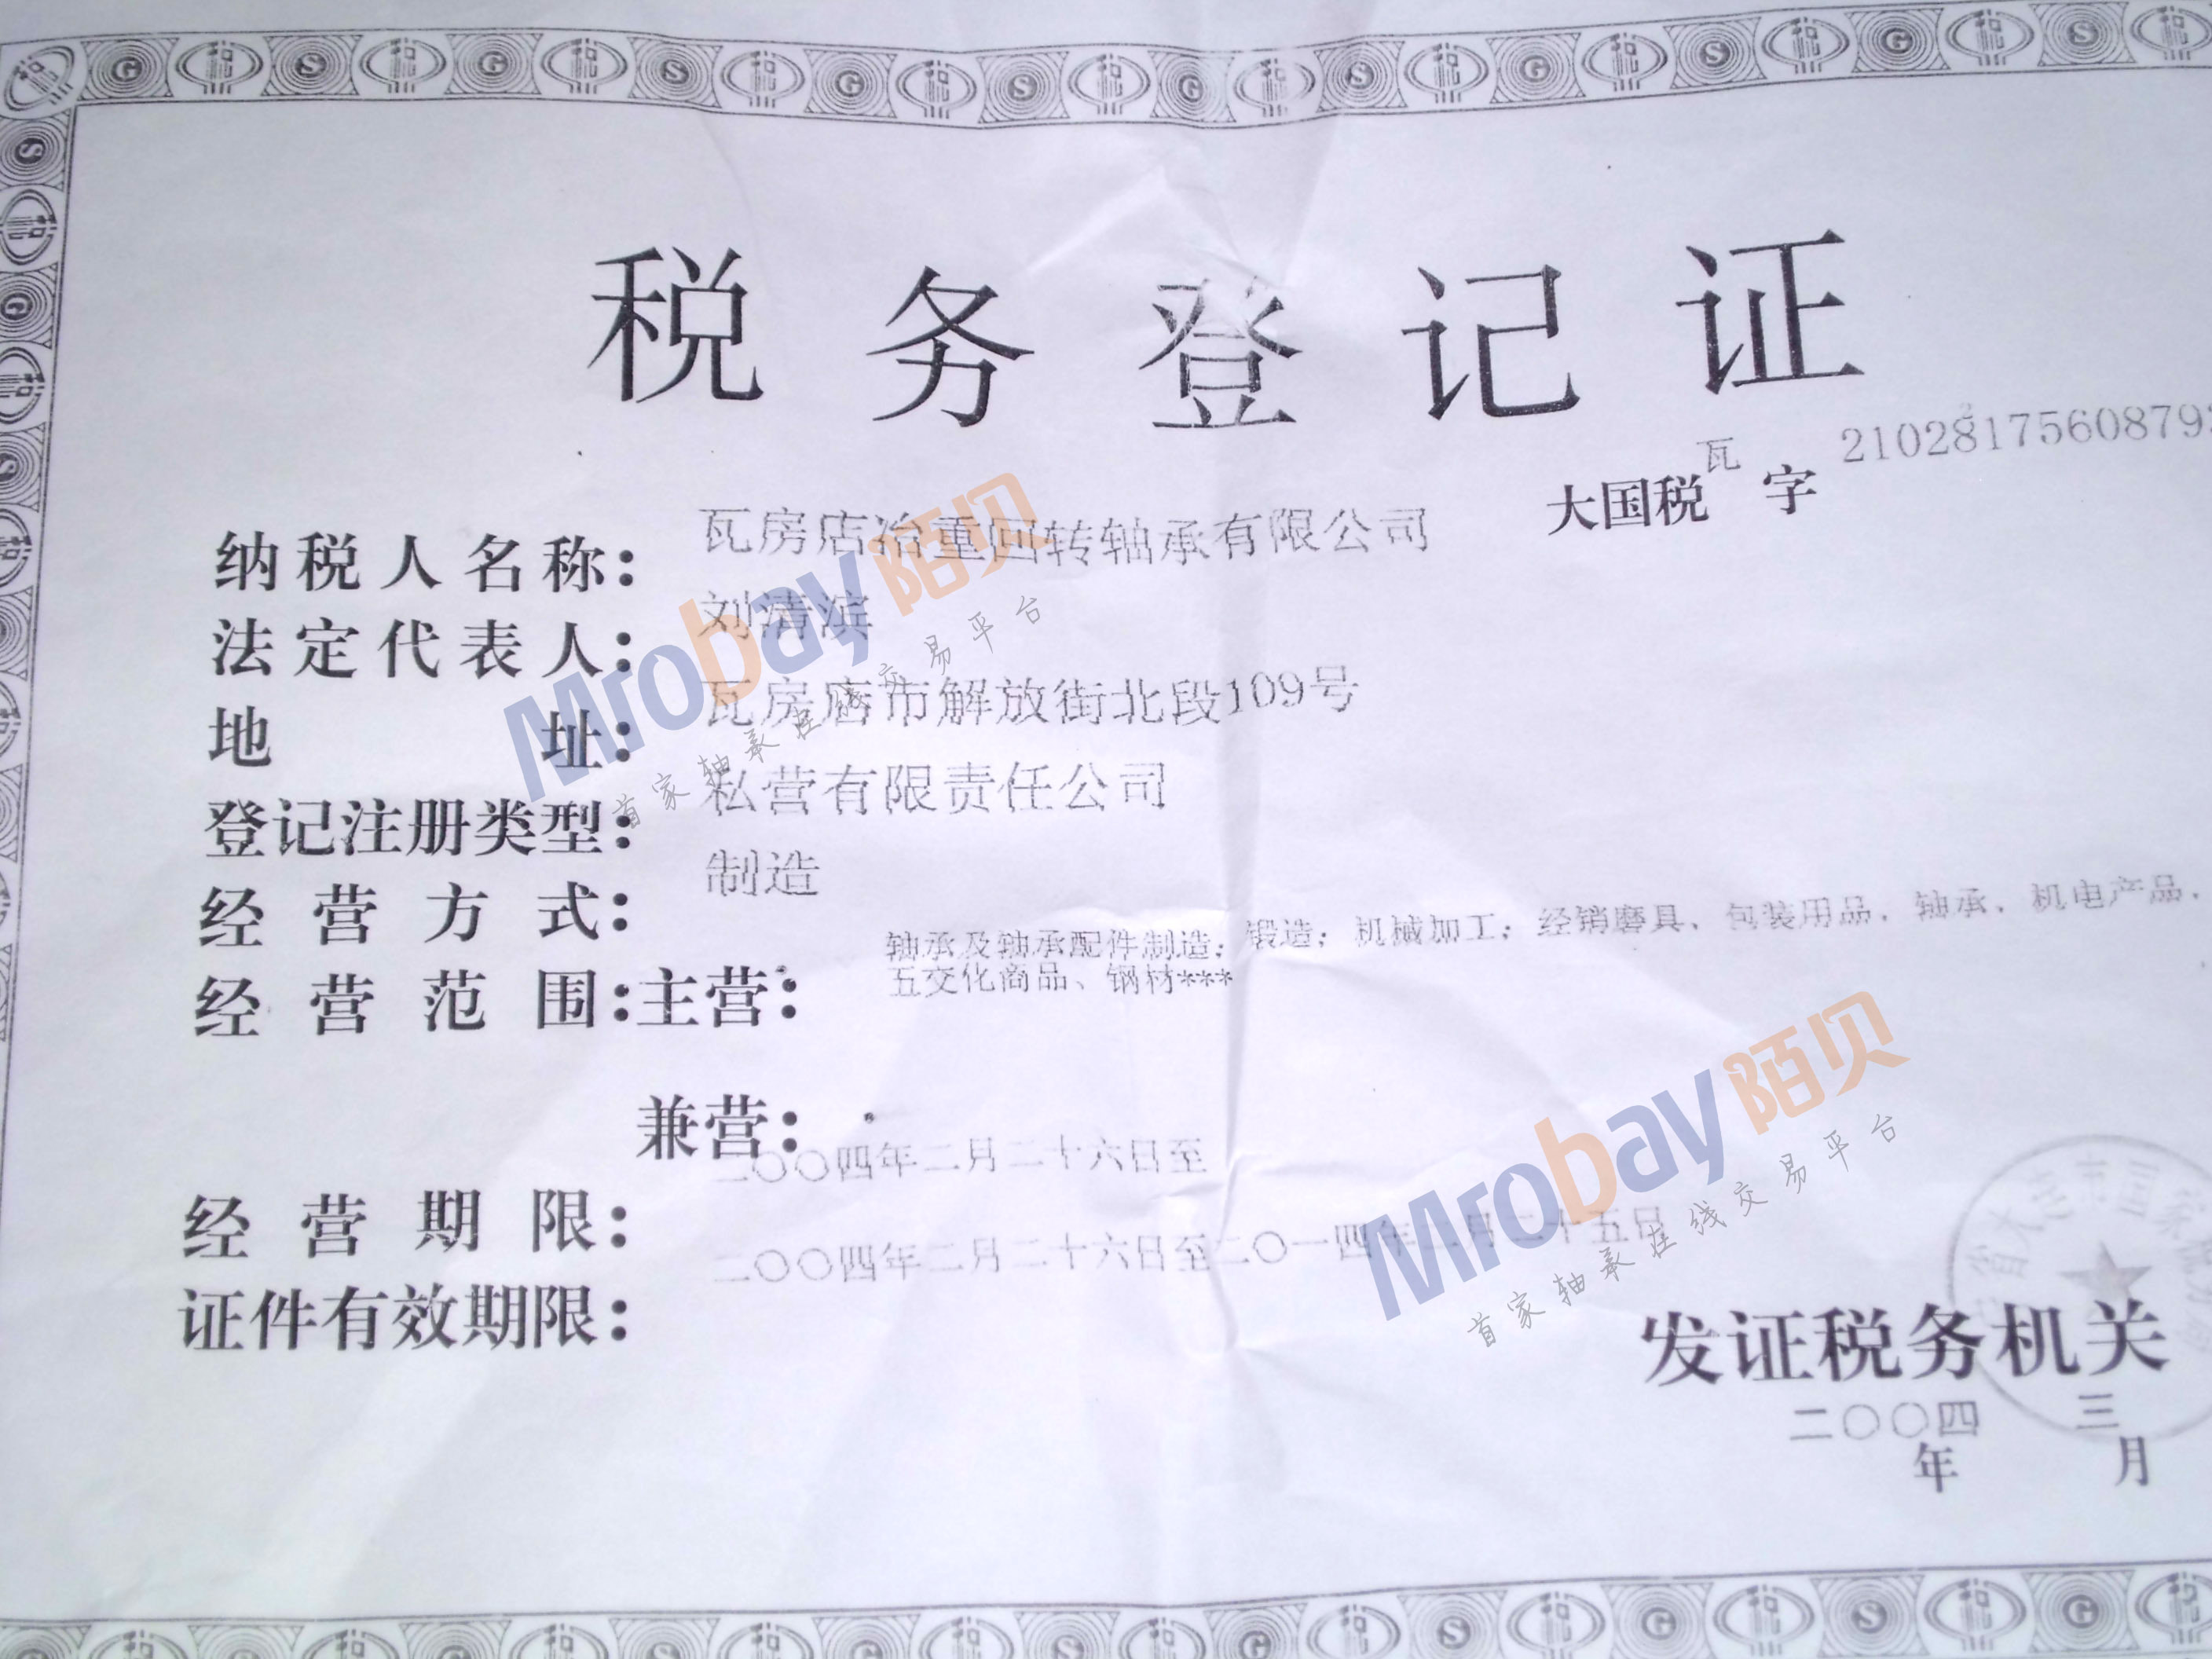 税务登记证
大国税瓦字 2102817560879
纳税人名称：瓦房店冶重回转轴承有限公司
法定代表人：刘清滨
地址：瓦房店市解放街北段109号
登记注册类型：私营有限责任公司
经营方式：制造
经营范围：主营：轴承及轴承配件制造；锻造；机械加工；经销磨具、包装用品、轴承、机电产品、
五交化商品、钢材***
兼营：
经营期限：二〇〇四年二月二十六日至
证件有效期限：二〇〇四年二月二十六日至二〇一四年二月二十五日
发证税务机关
二〇〇四年三月
Mrobay陌贝
首家轴承在线交易平台
Mrobay陌贝
首家轴承在线交易平台